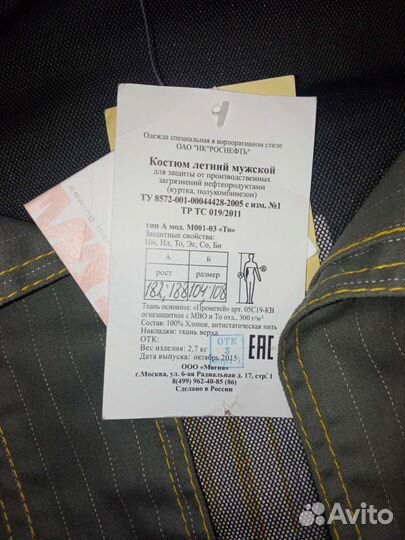 Одежда специальная в корпоративном стиле
ОАО "НК"РОСНЕФТЬ"
Костюм летний мужской
для защиты от производственных
загрязнений нефтепродуктами
(куртка, полукомбинезон)
ТУ 8572-001-00044428-2005 с изм. №1
ТР ТС 019/2011
тип А мод. М001-03 «То»
Защитные свойства:
Нм, Нл, То, Эс, Со, Бн
А Б
рост размер
182,188 104,108
А
Б
Ткань основная: «Прометей» арт. 05С19-КВ
огнезащитная с МВО и То отд., 300 г/м²
Состав: 100% Хлопок, антистатическая нить
Накладки: ткань верха
ОТК:
ОТК
3
Вес изделия: 2,7 кг
Дата выпуска: октябрь 2015г
ЕАС
ООО «Магна»
г.Москва, ул. 6-ая Радиальная д. 17, стр. 1
8(499) 962-40-85 (86)
Сделано в России
Avito